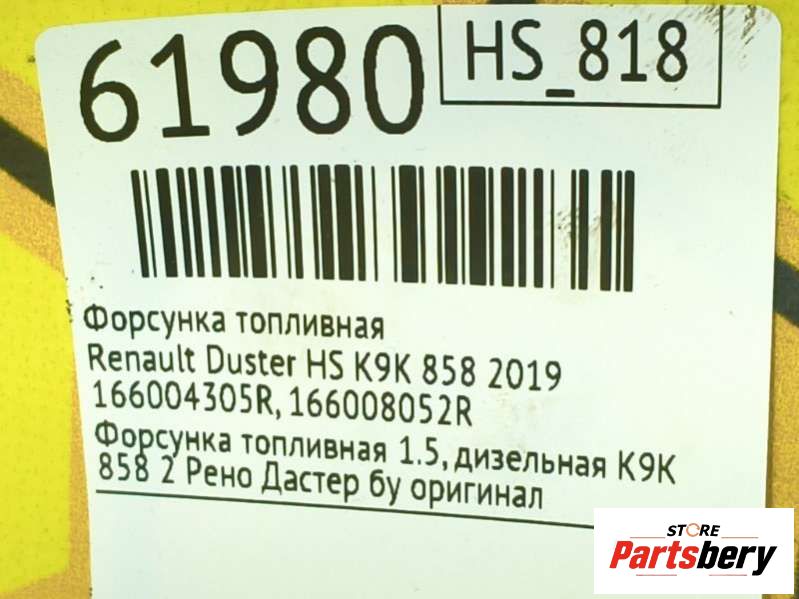 61980
HS_818
Форсунка топливная
Renault Duster HS K9K 858 2019
166004305R, 166008052R
Форсунка топливная 1.5, дизельная K9K
858 2 Рено Дастер бу оригинал
STORE
Partsbery